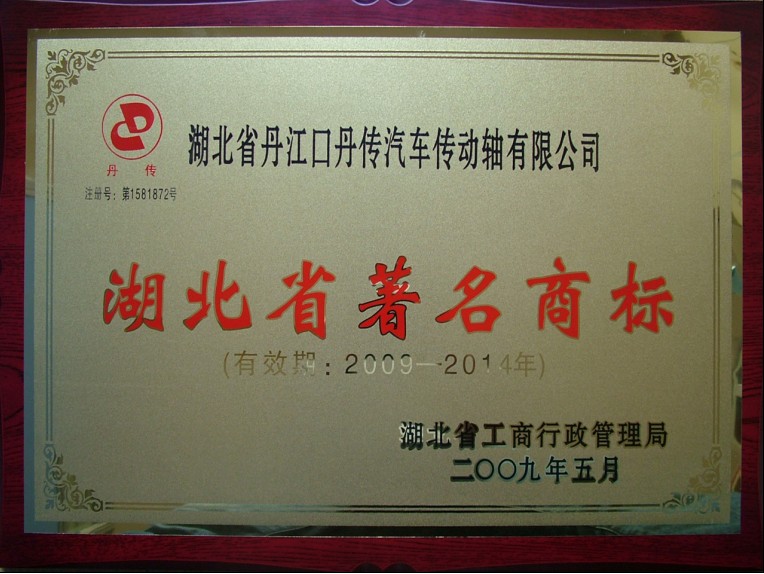 丹 传
注册号：第1581872号
湖北省丹江口丹传汽车传动轴有限公司
湖北省著名商标
(有效期：2009—2014年)
湖北省工商行政管理局
二〇〇九年五月